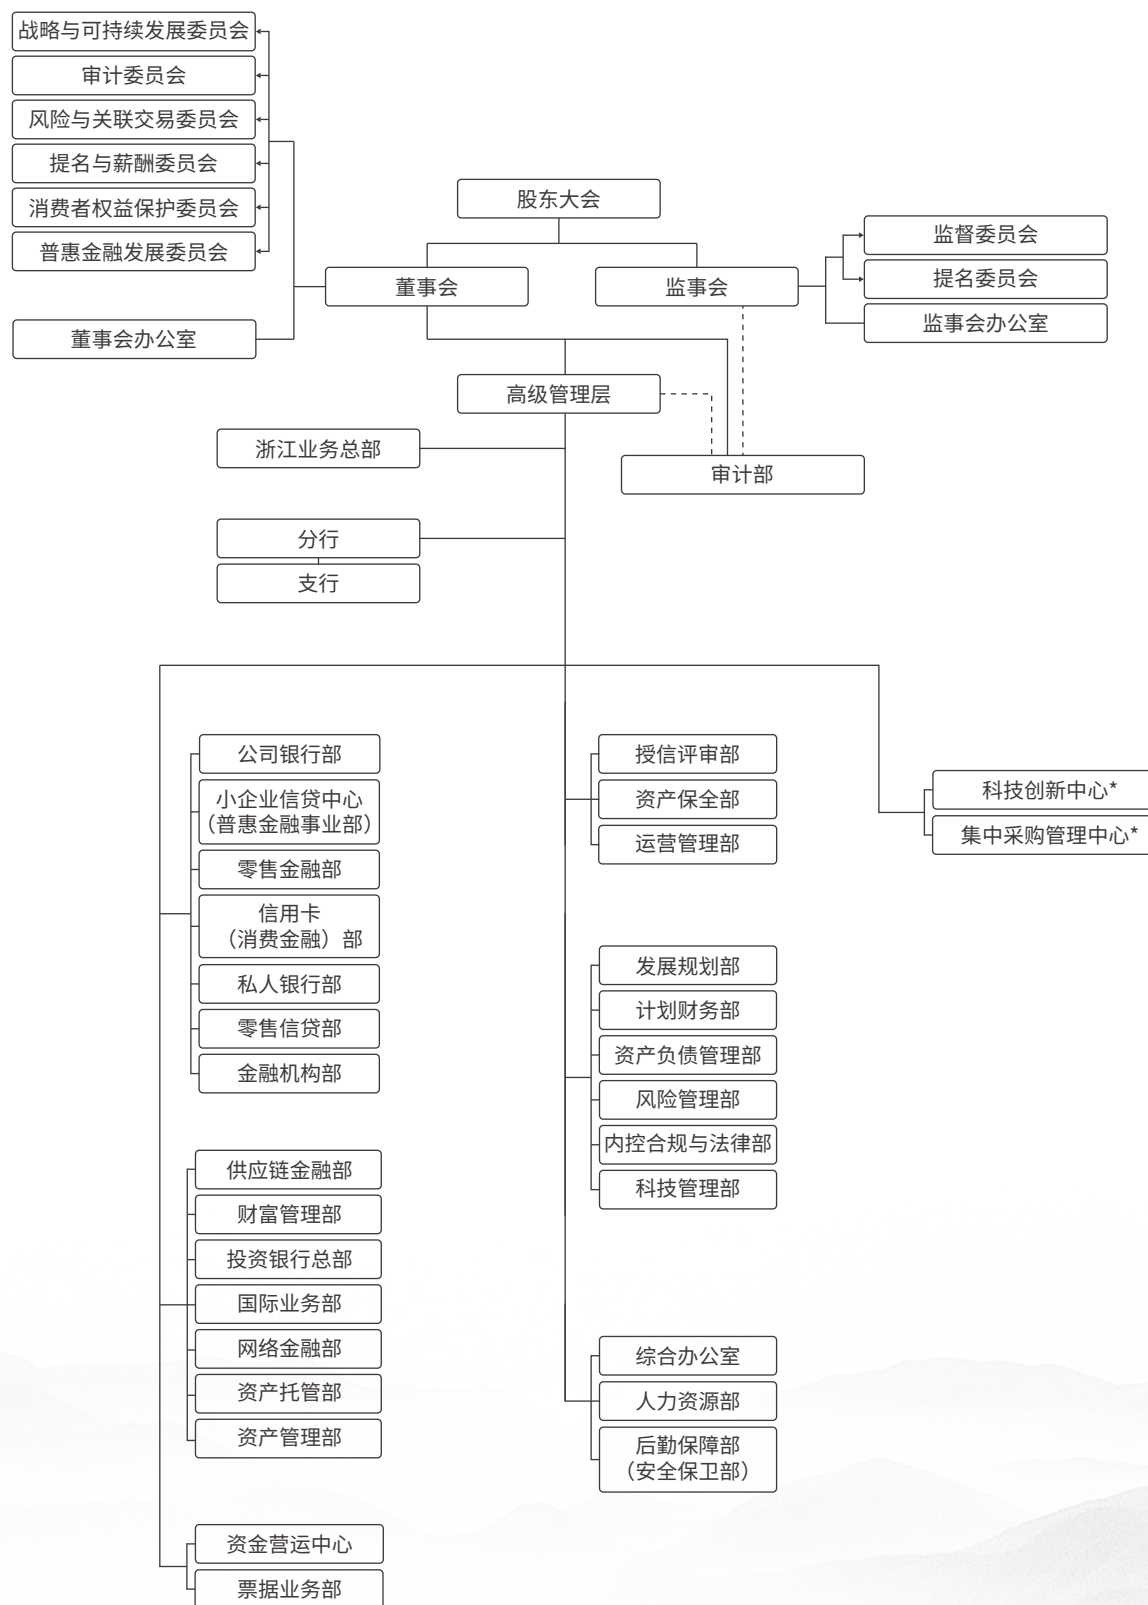 战略与可持续发展委员会
审计委员会
风险与关联交易委员会
提名与薪酬委员会
消费者权益保护委员会
普惠金融发展委员会
董事会办公室
股东大会
董事会
监事会
监督委员会
提名委员会
监事会办公室
高级管理层
审计部
浙江业务总部
分行
支行
公司银行部
小企业信贷中心
（普惠金融事业部）
零售金融部
信用卡
（消费金融）部
私人银行部
零售信贷部
金融机构部
供应链金融部
财富管理部
投资银行总部
国际业务部
网络金融部
资产托管部
资产管理部
资金营运中心
票据业务部
授信评审部
资产保全部
运营管理部
发展规划部
计划财务部
资产负债管理部
风险管理部
内控合规与法律部
科技管理部
综合办公室
人力资源部
后勤保障部
（安全保卫部）
科技创新中心*
集中采购管理中心*